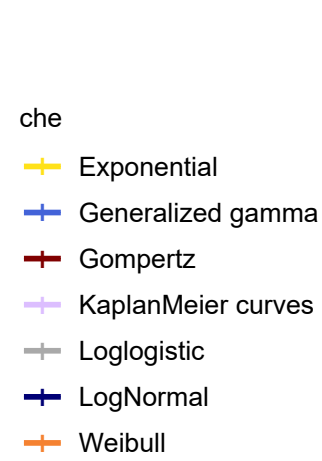 che
Exponential
Generalized gamma
Gompertz
KaplanMeier curves
Loglogistic
LogNormal
Weibull